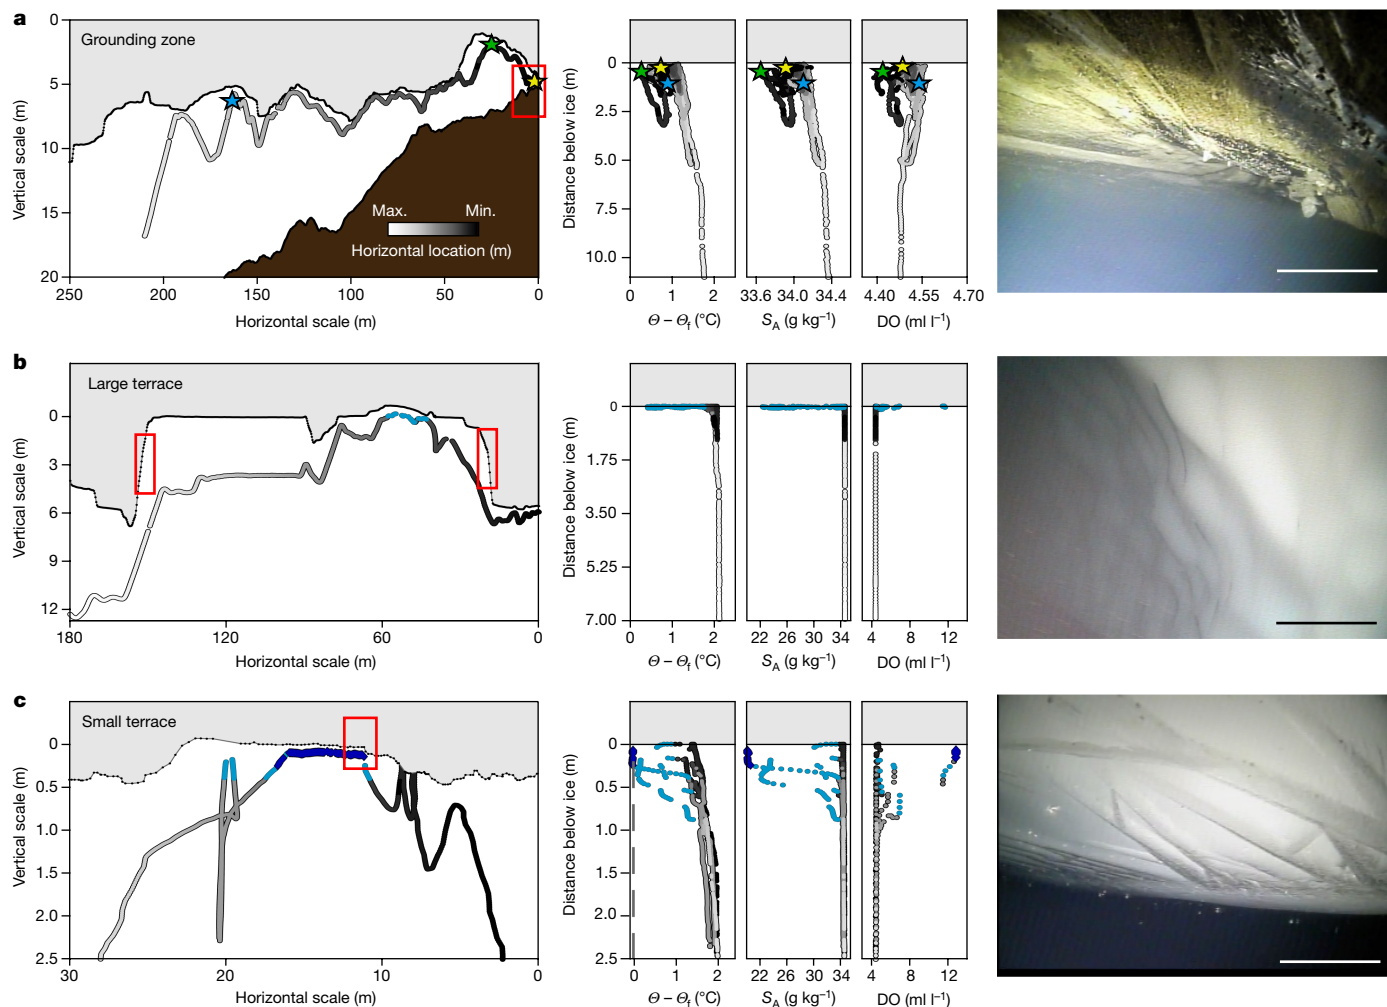 a
Grounding zone
Vertical scale (m)
0
5
10
15
20
Max. Min.
Horizontal location (m)
250 200 150 100 50 0
Horizontal scale (m)
Distance below ice (m)
0
2.5
5.0
7.5
10.0
0 1 2
Θ – Θf (°C)
33.6 34.0 34.4
SA (g kg–1)
4.40 4.55 4.70
DO (ml l–1)
b
Large terrace
Vertical scale (m)
0
3
6
9
12
180 120 60 0
Horizontal scale (m)
Distance below ice (m)
0
1.75
3.50
5.25
7.00
0 1 2
Θ – Θf (°C)
22 26 30 34
SA (g kg–1)
4 8 12
DO (ml l–1)
c
Small terrace
Vertical scale (m)
0
0.5
1.0
1.5
2.0
2.5
30 20 10 0
Horizontal scale (m)
Distance below ice (m)
0
0.5
1.0
1.5
2.0
2.5
0 1 2
Θ – Θf (°C)
22 26 30 34
SA (g kg–1)
4 8 12
DO (ml l–1)